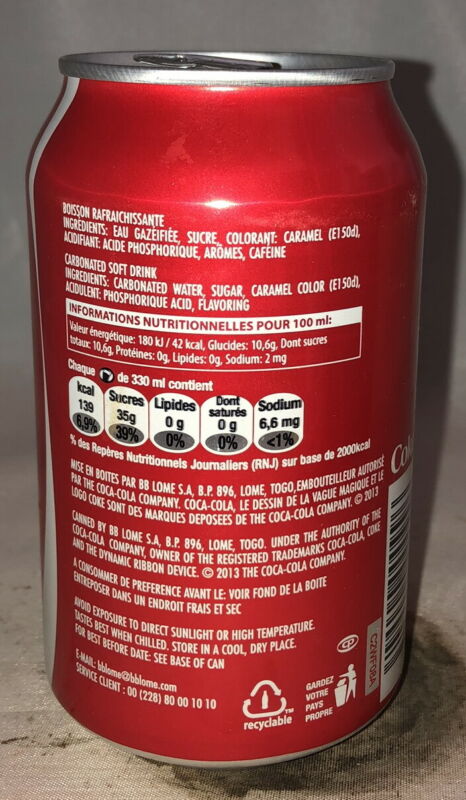 BOISSON RAFRAICHISSANTE
INGRÉDIENTS: EAU GAZÉIFIÉE, SUCRE, COLORANT: CARAMEL (E150d),
ACIDIFIANT: ACIDE PHOSPHORIQUE, ARÔMES, CAFÉINE
CARBONATED SOFT DRINK
INGREDIENTS: CARBONATED WATER, SUGAR, CARAMEL COLOR (E150d),
ACIDULENT: PHOSPHORIQUE ACID, FLAVORING
INFORMATIONS NUTRITIONNELLES POUR 100 ml:
Valeur énergétique: 180 kJ / 42 kcal, Glucides: 10,6g, Dont sucres
totaux: 10,6g, Protéines: 0g, Lipides: 0g, Sodium: 2 mg
Chaque de 330 ml contient
kcal 139 6,9%
Sucres 35g 39%
Lipides 0 g 0%
Dont saturés 0 g 0%
Sodium 6,6 mg <1%
% des Repères Nutritionnels Journaliers (RNJ) sur base de 2000kcal
MISE EN BOITES PAR BB LOME S.A, B.P. 896, LOME, TOGO,EMBOUTEILLEUR AUTORISÉ
PAR THE COCA-COLA COMPANY. COCA-COLA, LE DESSIN DE LA VAGUE MAGIQUE ET LE
LOGO COKE SONT DES MARQUES DEPOSEES DE THE COCA-COLA COMPANY. © 2013
CANNED BY BB LOME S.A, B.P. 896, LOME, TOGO. UNDER THE AUTHORITY OF THE
COCA-COLA COMPANY, OWNER OF THE REGISTERED TRADEMARKS COCA-COLA, COKE
AND THE DYNAMIC RIBBON DEVICE. © 2013 THE COCA-COLA COMPANY.
A CONSOMMER DE PREFERENCE AVANT LE: VOIR FOND DE LA BOITE
ENTREPOSER DANS UN ENDROIT FRAIS ET SEC
AVOID EXPOSURE TO DIRECT SUNLIGHT OR HIGH TEMPERATURE.
TASTES BEST WHEN CHILLED. STORE IN A COOL, DRY PLACE.
FOR BEST BEFORE DATE: SEE BASE OF CAN
E-MAIL: bblome@bblome.com
SERVICE CLIENT : 00 (228) 80 00 10 10
recyclable
GARDEZ
VOTRE
PAYS
PROPRE